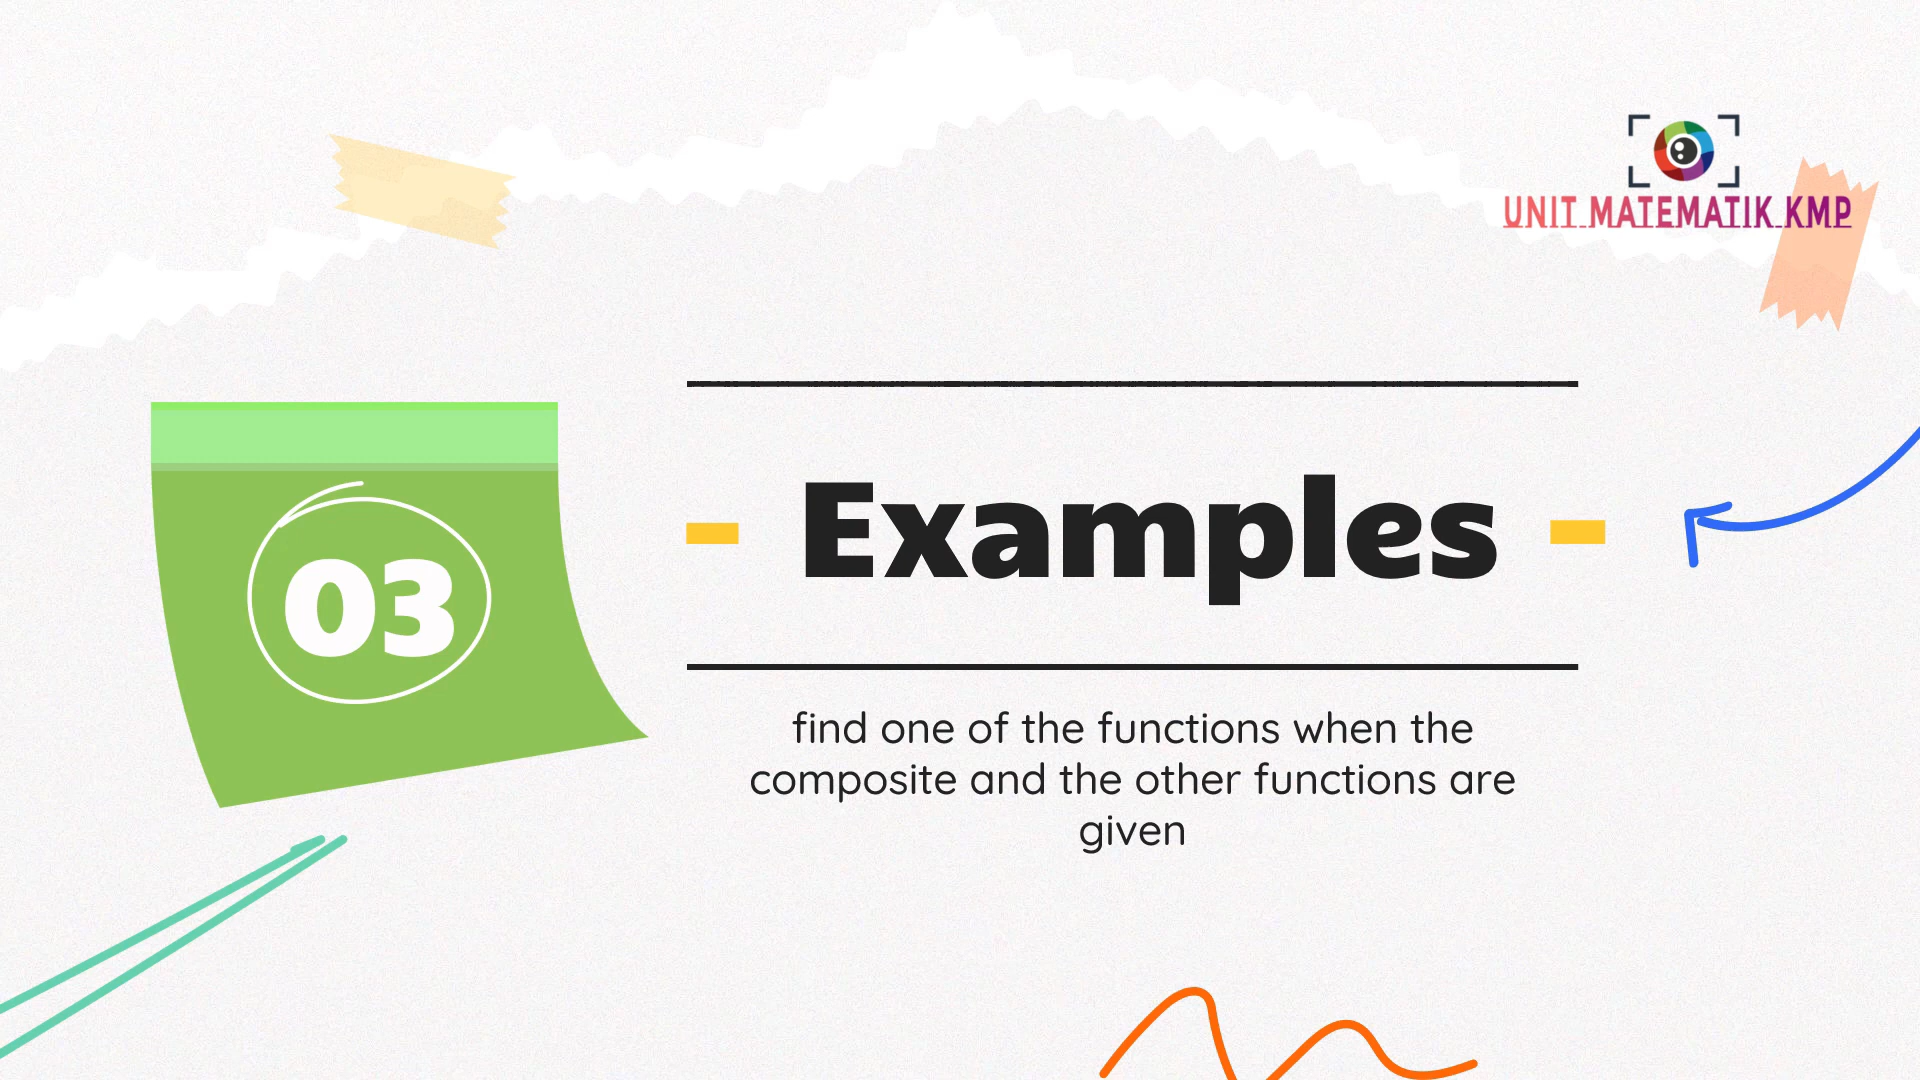 UNIT MATEMATIK KMP
03
Examples
find one of the functions when the
composite and the other functions are
given